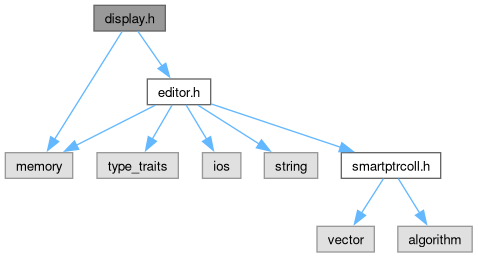 display.h
editor.h
memory
type_traits
ios
string
smartptrcoll.h
vector
algorithm